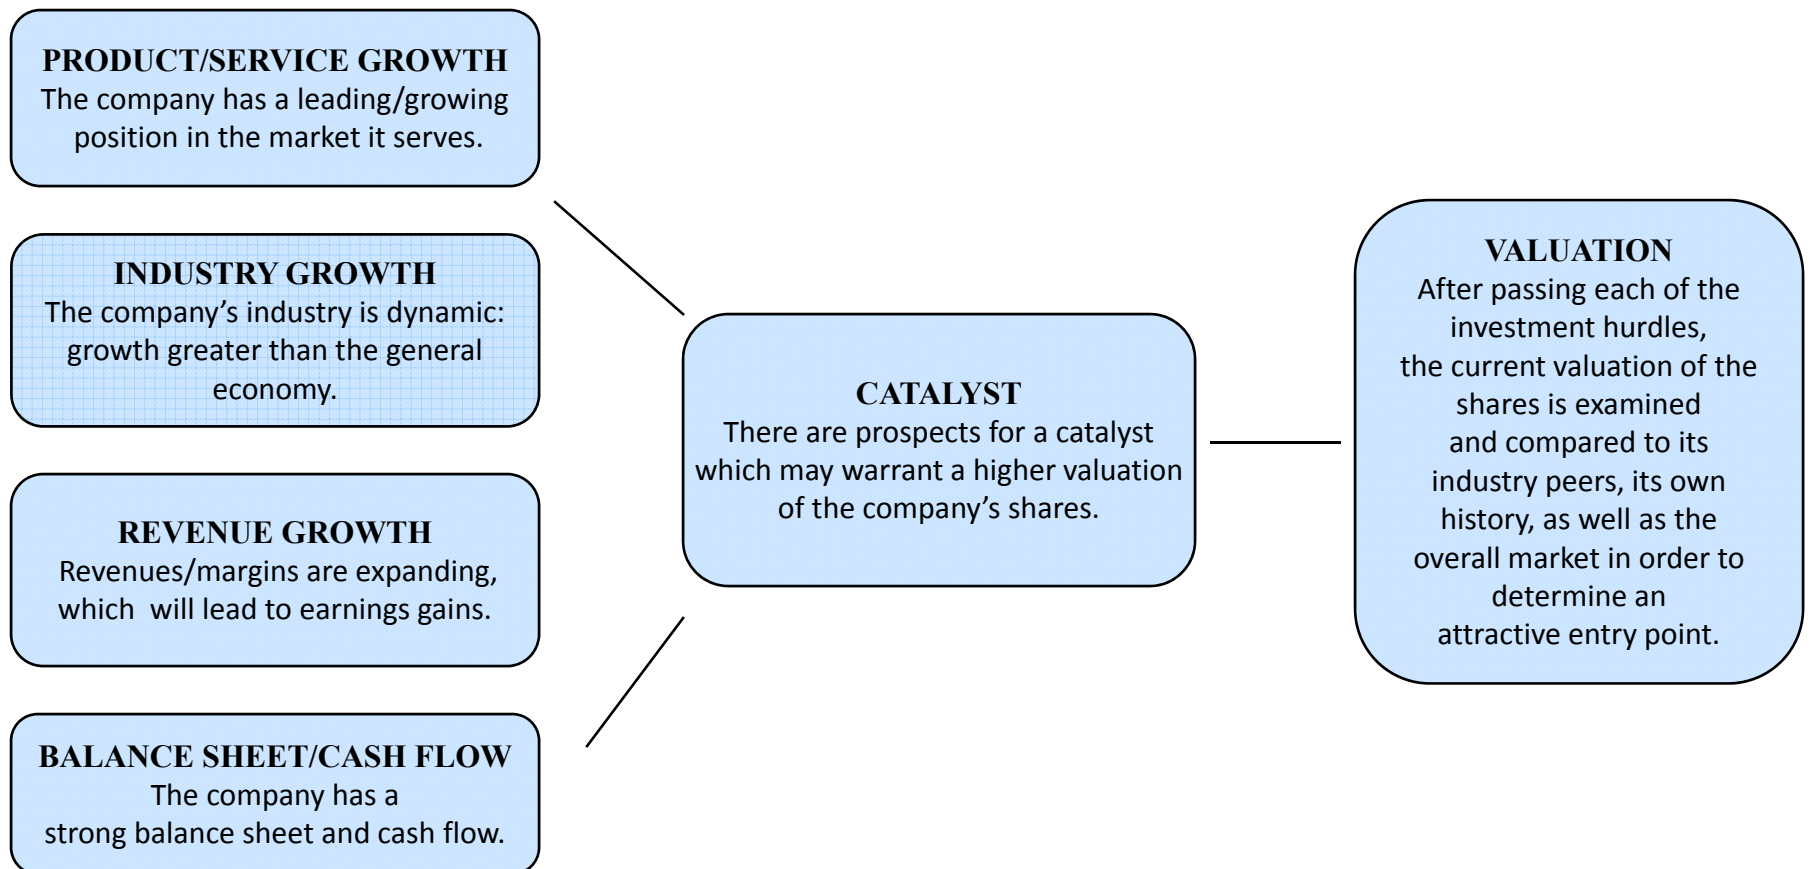 PRODUCT/SERVICE GROWTH
The company has a leading/growing
position in the market it serves.
INDUSTRY GROWTH
The company’s industry is dynamic:
growth greater than the general
economy.
REVENUE GROWTH
Revenues/margins are expanding,
which  will lead to earnings gains.
BALANCE SHEET/CASH FLOW
The company has a
strong balance sheet and cash flow.
CATALYST
There are prospects for a catalyst
which may warrant a higher valuation
of the company’s shares.
VALUATION
After passing each of the
investment hurdles,
the current valuation of the
shares is examined
and compared to its
industry peers, its own
history, as well as the
overall market in order to
determine an
attractive entry point.